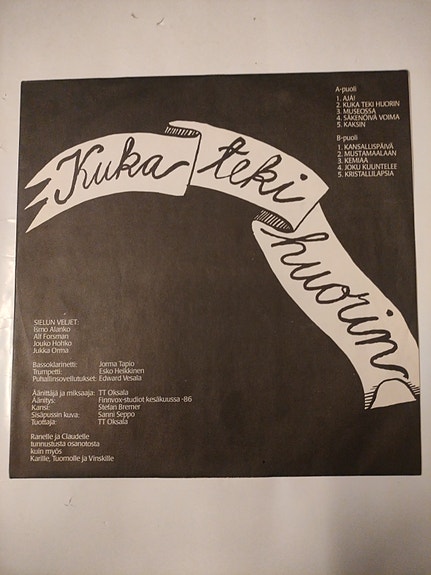 A-puoli
1. AJA!
2. KUKA TEKI HUORIN
3. MUSEOSSA
4. SÄKENÖIVÄ VOIMA
5. KAKSIN
B-puoli
1. KANSALLISPÄIVÄ
2. MUSTAMAALAAN
3. KEMIAA
4. JOKU KUUNTELEE
5. KRISTALLILAPSIA
Kuka teki huorin
SIELUN VELJET:
Ismo Alanko
Alf Forsman
Jouko Hohko
Jukka Orma
Bassoklarinetti: Jorma Tapio
Trumpetti: Esko Heikkinen
Puhallinsovellutukset: Edward Vesala
Äänittäjä ja miksaaja: TT Oksala
Äänitys: Finnvox-studiot kesäkuussa -86
Kansi: Stefan Bremer
Sisäpussin kuva: Sanni Seppo
Tuottaja: TT Oksala
Ranelle ja Claudelle
tunnustusta osanotosta
kuin myös
Karille, Tuomolle ja Vinskille